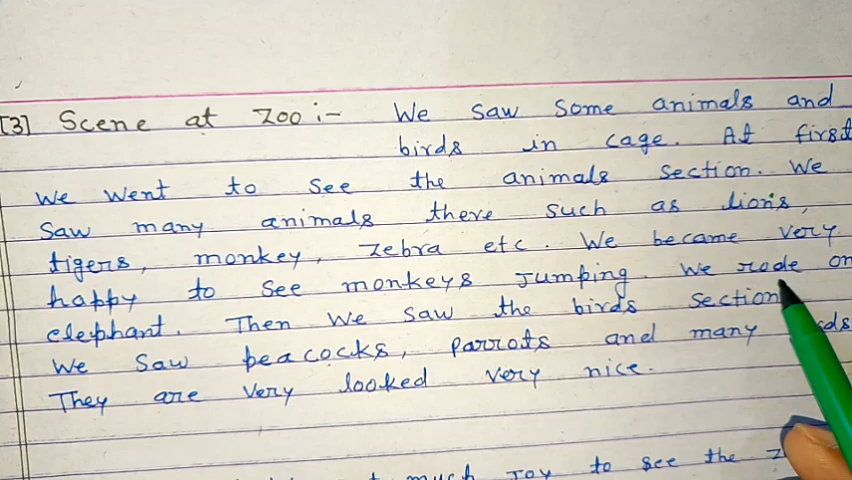 [3] Scene at Zoo :- We saw some animals and
birds in cage. At first
We went to see the animals section. We
saw many animals there such as lion's,
tigers, monkey, zebra etc. We became very
happy to see monkeys Jumping. We rode on
elephant. Then we saw the birds section
We saw peacocks, parrots and many
They are very looked very nice.
much Joy to see the